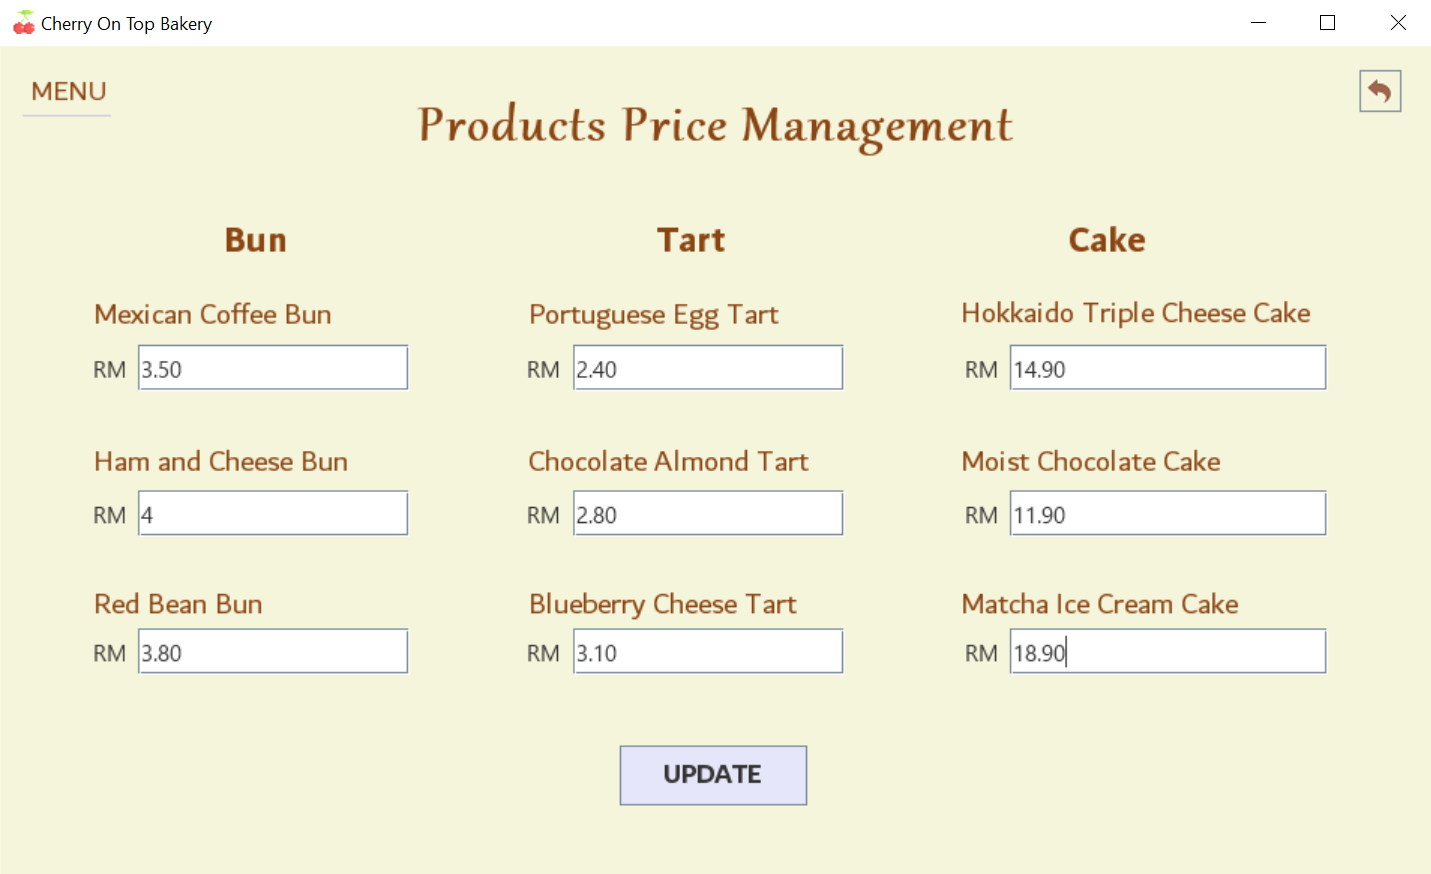 Cherry On Top Bakery
MENU
Products Price Management
Bun
Tart
Cake
Mexican Coffee Bun
Portuguese Egg Tart
Hokkaido Triple Cheese Cake
RM 3.50
RM 2.40
RM 14.90
Ham and Cheese Bun
Chocolate Almond Tart
Moist Chocolate Cake
RM 4
RM 2.80
RM 11.90
Red Bean Bun
Blueberry Cheese Tart
Matcha Ice Cream Cake
RM 3.80
RM 3.10
RM 18.90
UPDATE